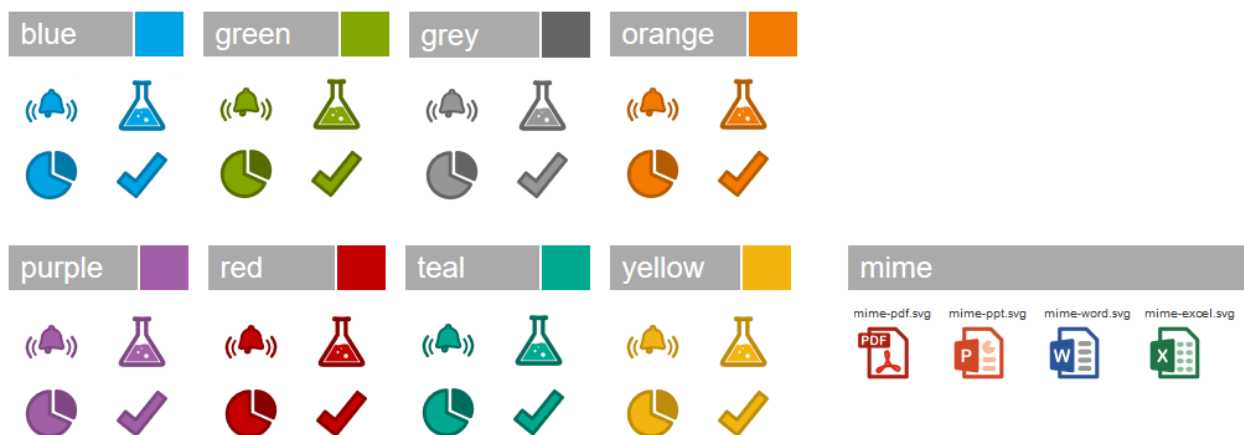 blue
green
grey
orange
purple
red
teal
yellow
mime
mime-pdf.svg
mime-ppt.svg
mime-word.svg
mime-excel.svg
PDF
P
W
X